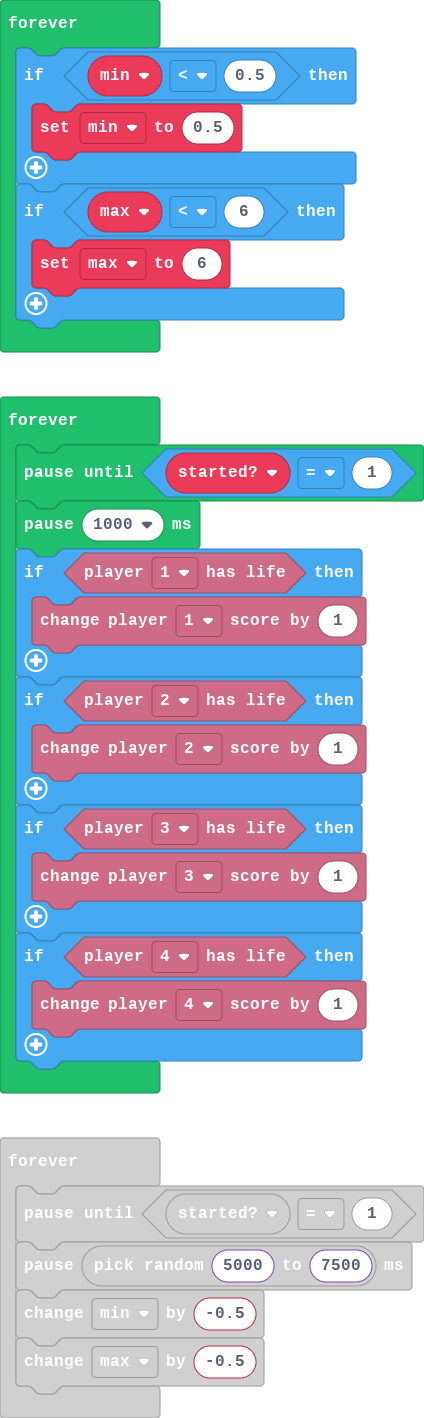 forever
if min < 0.5 then
set min to 0.5
if max < 6 then
set max to 6
forever
pause until started? = 1
pause 1000 ms
if player 1 has life then
change player 1 score by 1
if player 2 has life then
change player 2 score by 1
if player 3 has life then
change player 3 score by 1
if player 4 has life then
change player 4 score by 1
forever
pause until started? = 1
pause pick random 5000 to 7500 ms
change min by -0.5
change max by -0.5